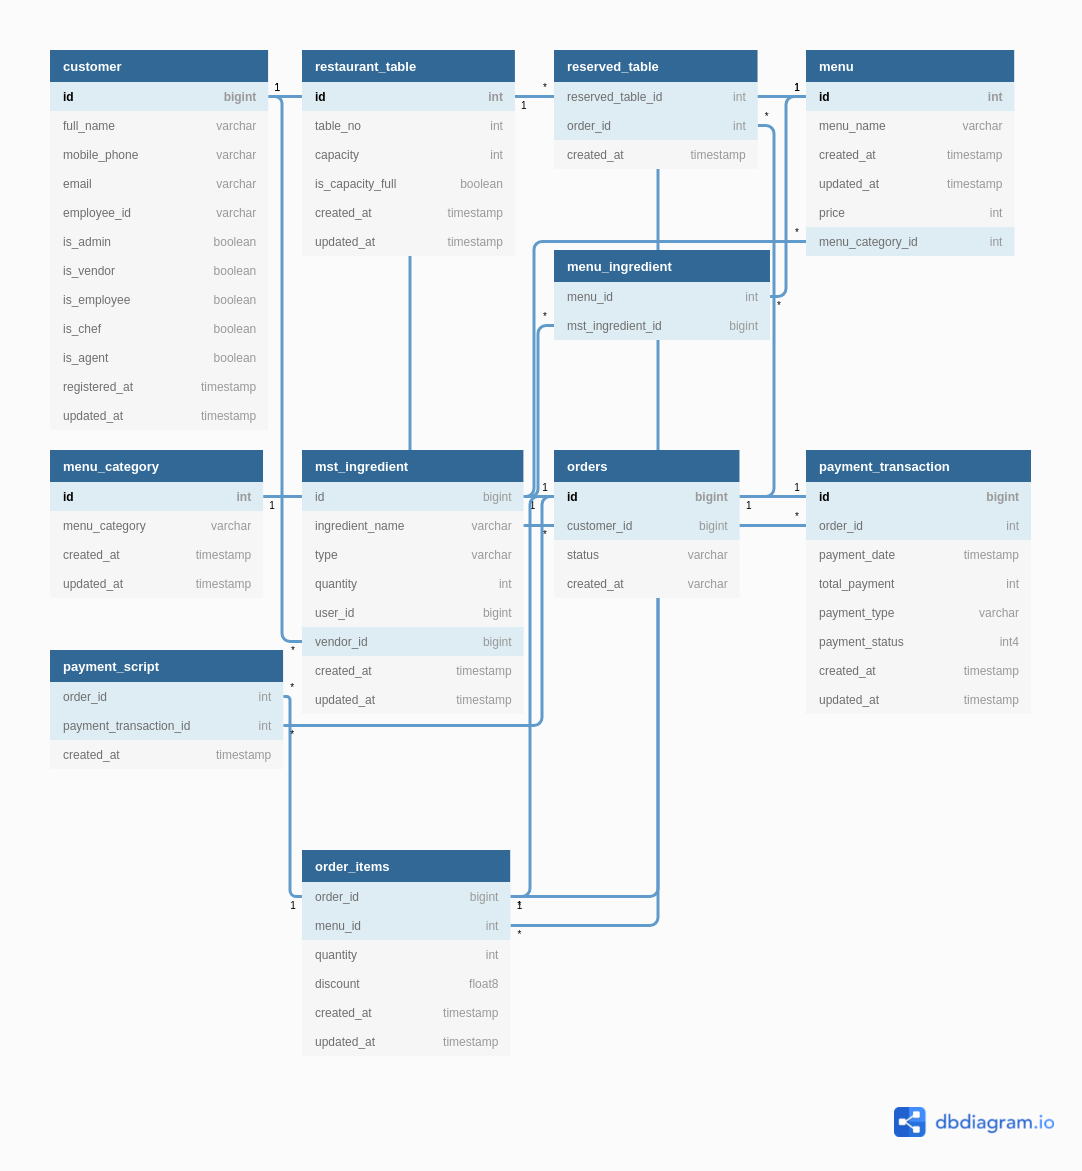 customer
id bigint
full_name varchar
mobile_phone varchar
email varchar
employee_id varchar
is_admin boolean
is_vendor boolean
is_employee boolean
is_chef boolean
is_agent boolean
registered_at timestamp
updated_at timestamp
1
restaurant_table
id int
table_no int
capacity int
is_capacity_full boolean
created_at timestamp
updated_at timestamp
1
*
reserved_table
reserved_table_id int
order_id int
created_at timestamp
*
1
menu
id int
menu_name varchar
created_at timestamp
updated_at timestamp
price int
menu_category_id int
*
menu_ingredient
menu_id int
mst_ingredient_id bigint
*
*
menu_category
id int
menu_category varchar
created_at timestamp
updated_at timestamp
1
mst_ingredient
id bigint
ingredient_name varchar
type varchar
quantity int
user_id bigint
vendor_id bigint
created_at timestamp
updated_at timestamp
*
1
1
*
orders
id bigint
customer_id bigint
status varchar
created_at varchar
1
1
*
payment_transaction
id bigint
order_id int
payment_date timestamp
total_payment int
payment_type varchar
payment_status int4
created_at timestamp
updated_at timestamp
payment_script
order_id int
payment_transaction_id int
created_at timestamp
*
*
order_items
order_id bigint
menu_id int
quantity int
discount float8
created_at timestamp
updated_at timestamp
1
1
*
dbdiagram.io